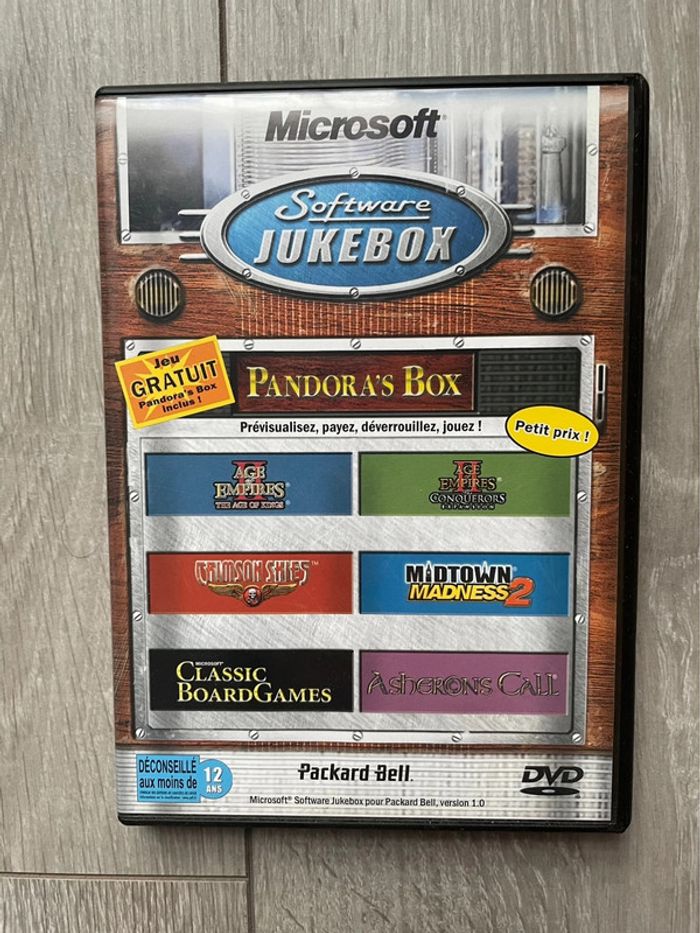 Microsoft®
Software
JUKEBOX
Jeu
GRATUIT
Pandora's Box
Inclus !
PANDORA'S BOX
Prévisualisez, payez, déverrouillez, jouez !
Petit prix !
AGE
OF
EMPIRES
II
THE AGE OF KINGS
AGE
OF
EMPIRES
II
THE
CONQUERORS
EXPANSION
CRIMSON SKIES™
MIDTOWN
MADNESS 2
MICROSOFT®
CLASSIC
BOARDGAMES
ASHERON'S CALL
DÉCONSEILLÉ
aux moins de
12
ANS
Packard Bell.
DVD
Microsoft® Software Jukebox pour Packard Bell, version 1.0